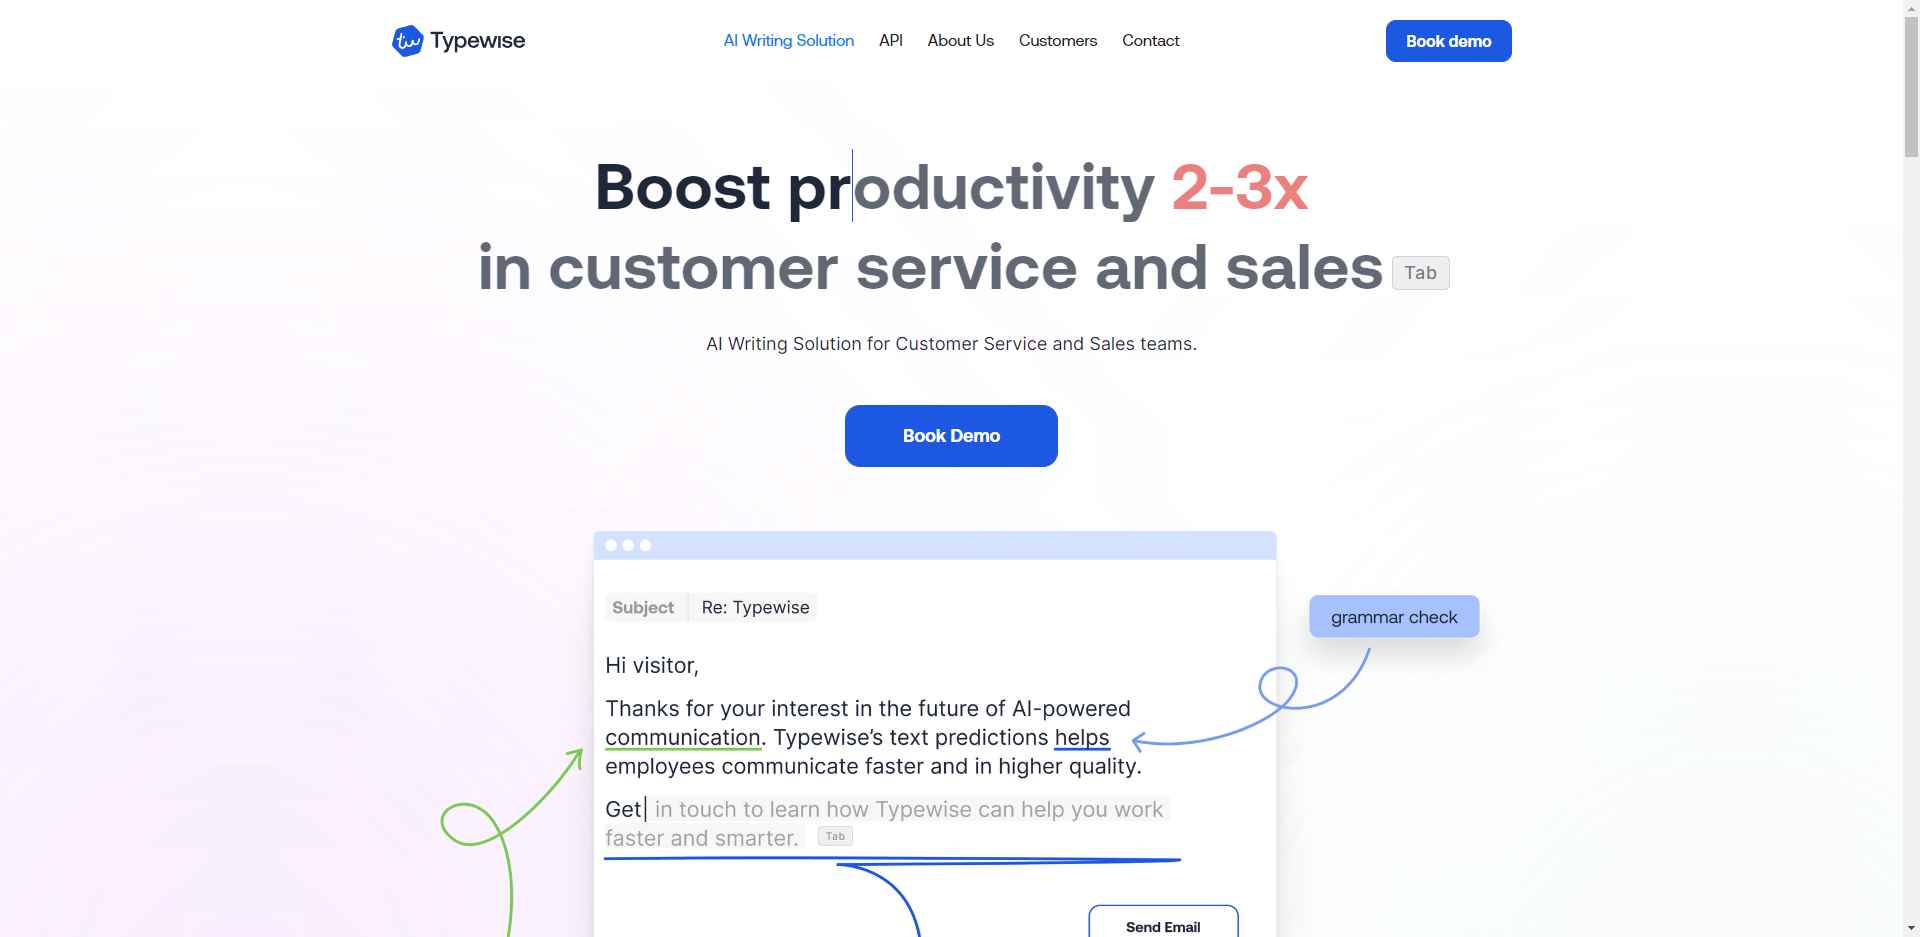 Typewise
AI Writing Solution
API
About Us
Customers
Contact
Book demo
Boost productivity 2-3x
in customer service and sales Tab
AI Writing Solution for Customer Service and Sales teams.
Book Demo
Subject Re: Typewise
grammar check
Hi visitor,
Thanks for your interest in the future of AI-powered
communication. Typewise’s text predictions helps
employees communicate faster and in higher quality.
Get in touch to learn how Typewise can help you work
faster and smarter. Tab
Send Email